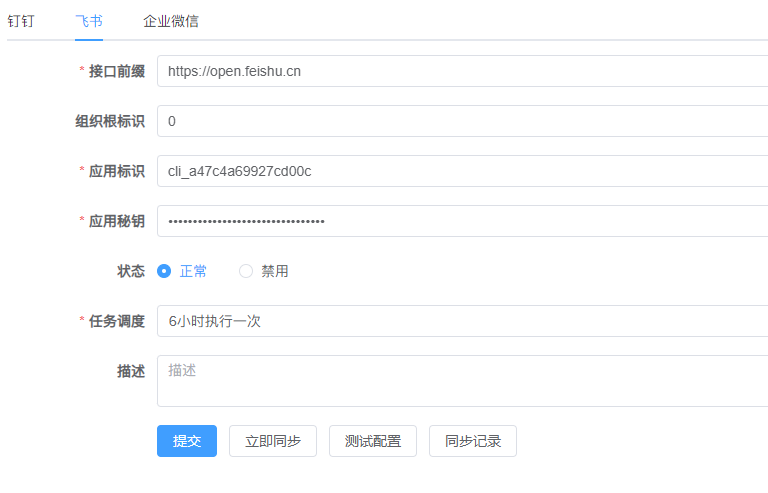 钉钉 飞书 企业微信
* 接口前缀 https://open.feishu.cn
组织根标识 0
* 应用标识 cli_a47c4a69927cd00c
* 应用秘钥 ••••••••••••••••••••••••••••••••
状态 正常 禁用
* 任务调度 6小时执行一次
描述 描述
提交 立即同步 测试配置 同步记录